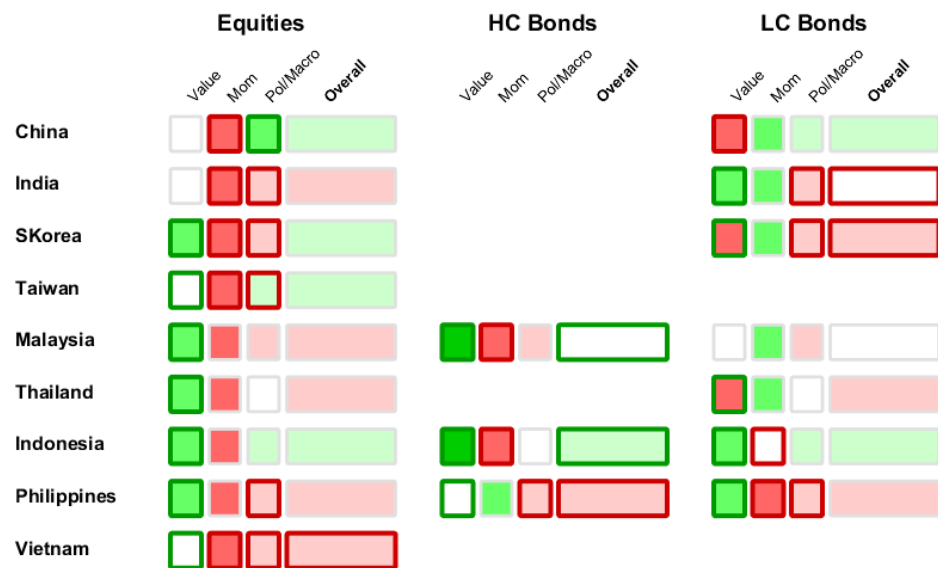 Equities HC Bonds LC Bonds
Value Mom Pol/Macro Overall Value Mom Pol/Macro Overall Value Mom Pol/Macro Overall
China
India
SKorea
Taiwan
Malaysia
Thailand
Indonesia
Philippines
Vietnam